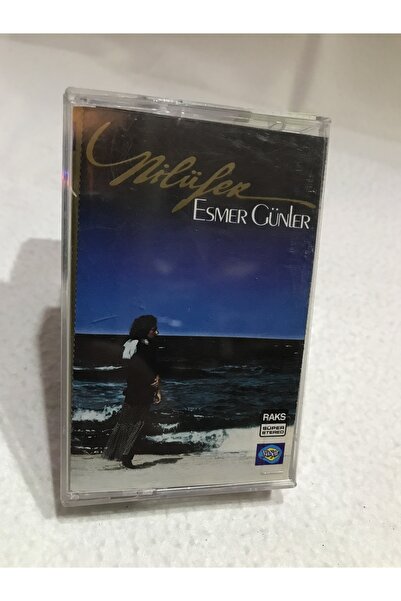 Nilüfer
ESMER GÜNLER
RAKS
SÜPER
STEREO